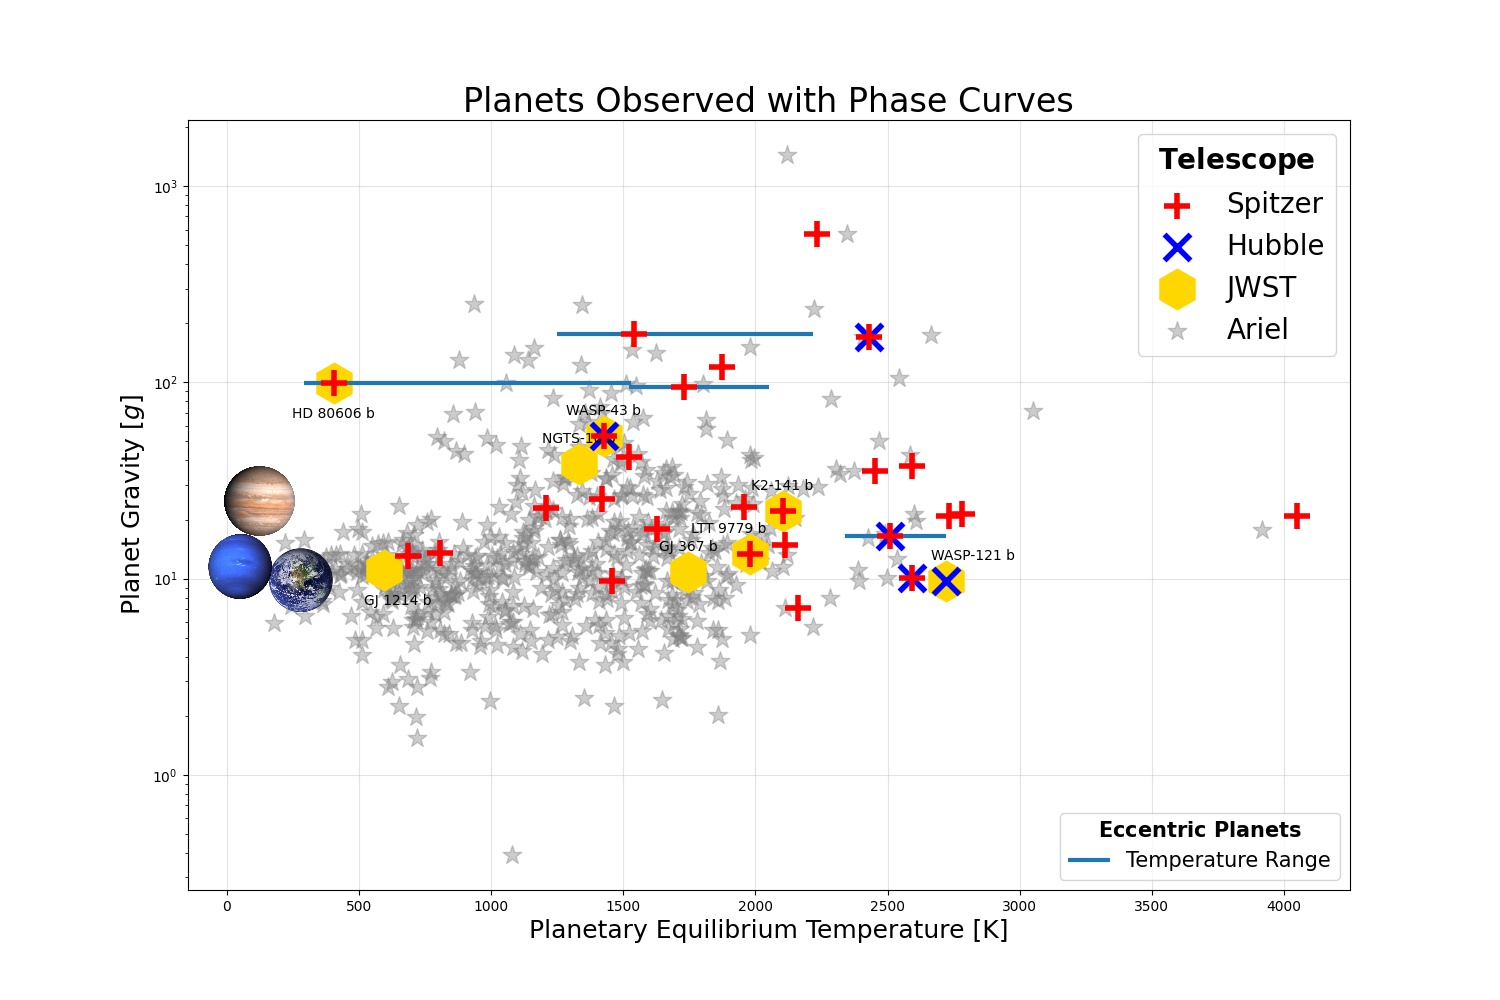 Planets Observed with Phase Curves
Planet Gravity [g]
10³
10²
10¹
10⁰
Telescope
Spitzer
Hubble
JWST
Ariel
HD 80606 b
WASP-43 b
K2-141 b
LTT 9779 b
GJ 367 b
WASP-121 b
GJ 1214 b
Eccentric Planets
Temperature Range
0 500 1000 1500 2000 2500 3000 3500 4000
Planetary Equilibrium Temperature [K]